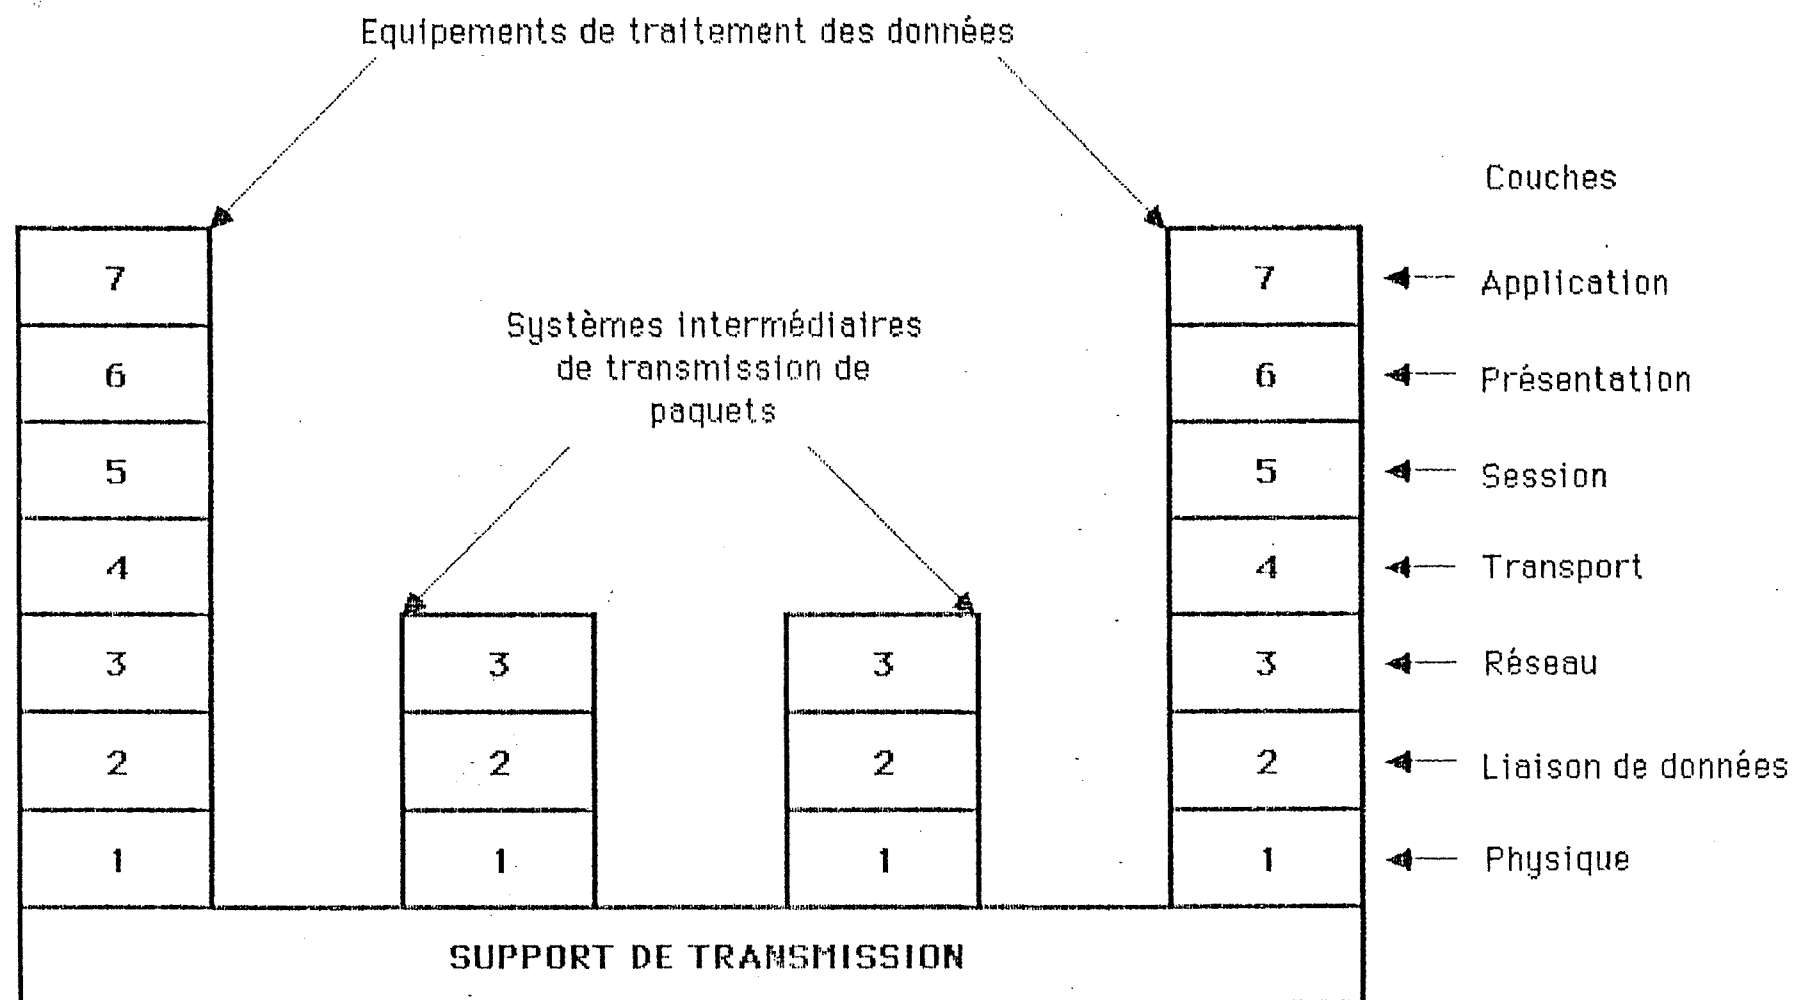 Equipements de traitement des données
Couches
7
7
Application
Systèmes intermédiaires
de transmission de
paquets
6
6
Présentation
5
5
Session
4
4
Transport
3
3
3
3
Réseau
2
2
2
2
Liaison de données
1
1
1
1
Physique
SUPPORT DE TRANSMISSION